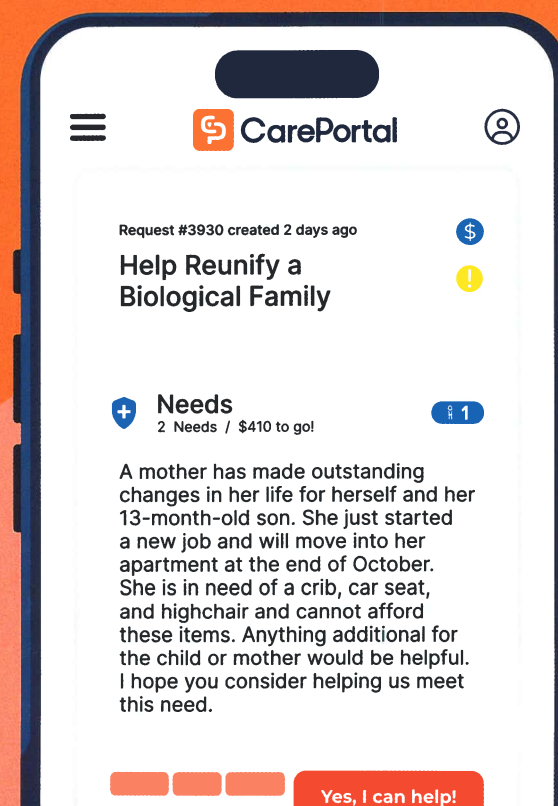 CarePortal
Request #3930 created 2 days ago
$
Help Reunify a
!
Biological Family
Needs
1
2 Needs / $410 to go!
A mother has made outstanding
changes in her life for herself and her
13-month-old son. She just started
a new job and will move into her
apartment at the end of October.
She is in need of a crib, car seat,
and highchair and cannot afford
these items. Anything additional for
the child or mother would be helpful.
I hope you consider helping us meet
this need.
Yes, I can help!